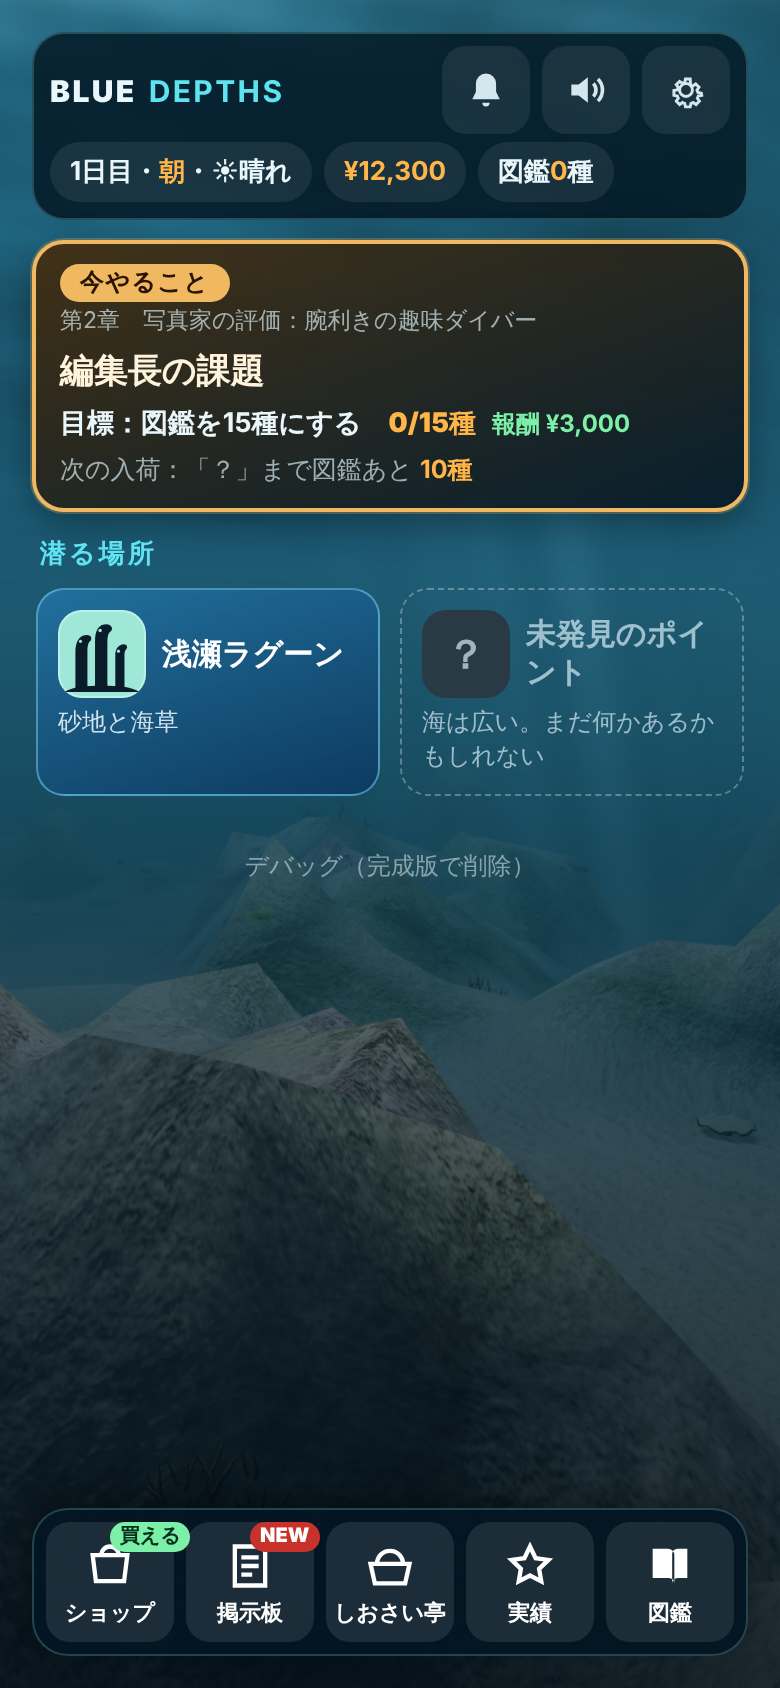 BLUE DEPTHS
1日目・朝・☀晴れ
¥12,300
図鑑0種
今やること
第2章　写真家の評価：腕利きの趣味ダイバー
編集長の課題
目標：図鑑を15種にする　0/15種 報酬 ¥3,000
次の入荷：「？」まで図鑑あと 10種
潜る場所
浅瀬ラグーン
砂地と海草
？
未発見のポイ
ント
海は広い。まだ何かあるか
もしれない
デバッグ（完成版で削除）
買える
ショップ
NEW
掲示板
しおさい亭
実績
図鑑